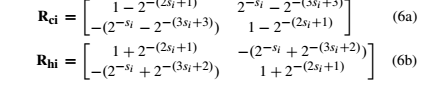 R_ci = [ 1 − 2^−(2s_i+1)   2^−s_i − 2^−(3s_i+3) ; −(2^−s_i − 2^−(3s_i+3))   1 − 2^−(2s_i+1) ]   (6a)
R_hi = [ 1 + 2^−(2s_i+1)   −(2^−s_i + 2^−(3s_i+2)) ; −(2^−s_i + 2^−(3s_i+2))   1 + 2^−(2s_i+1) ]   (6b)